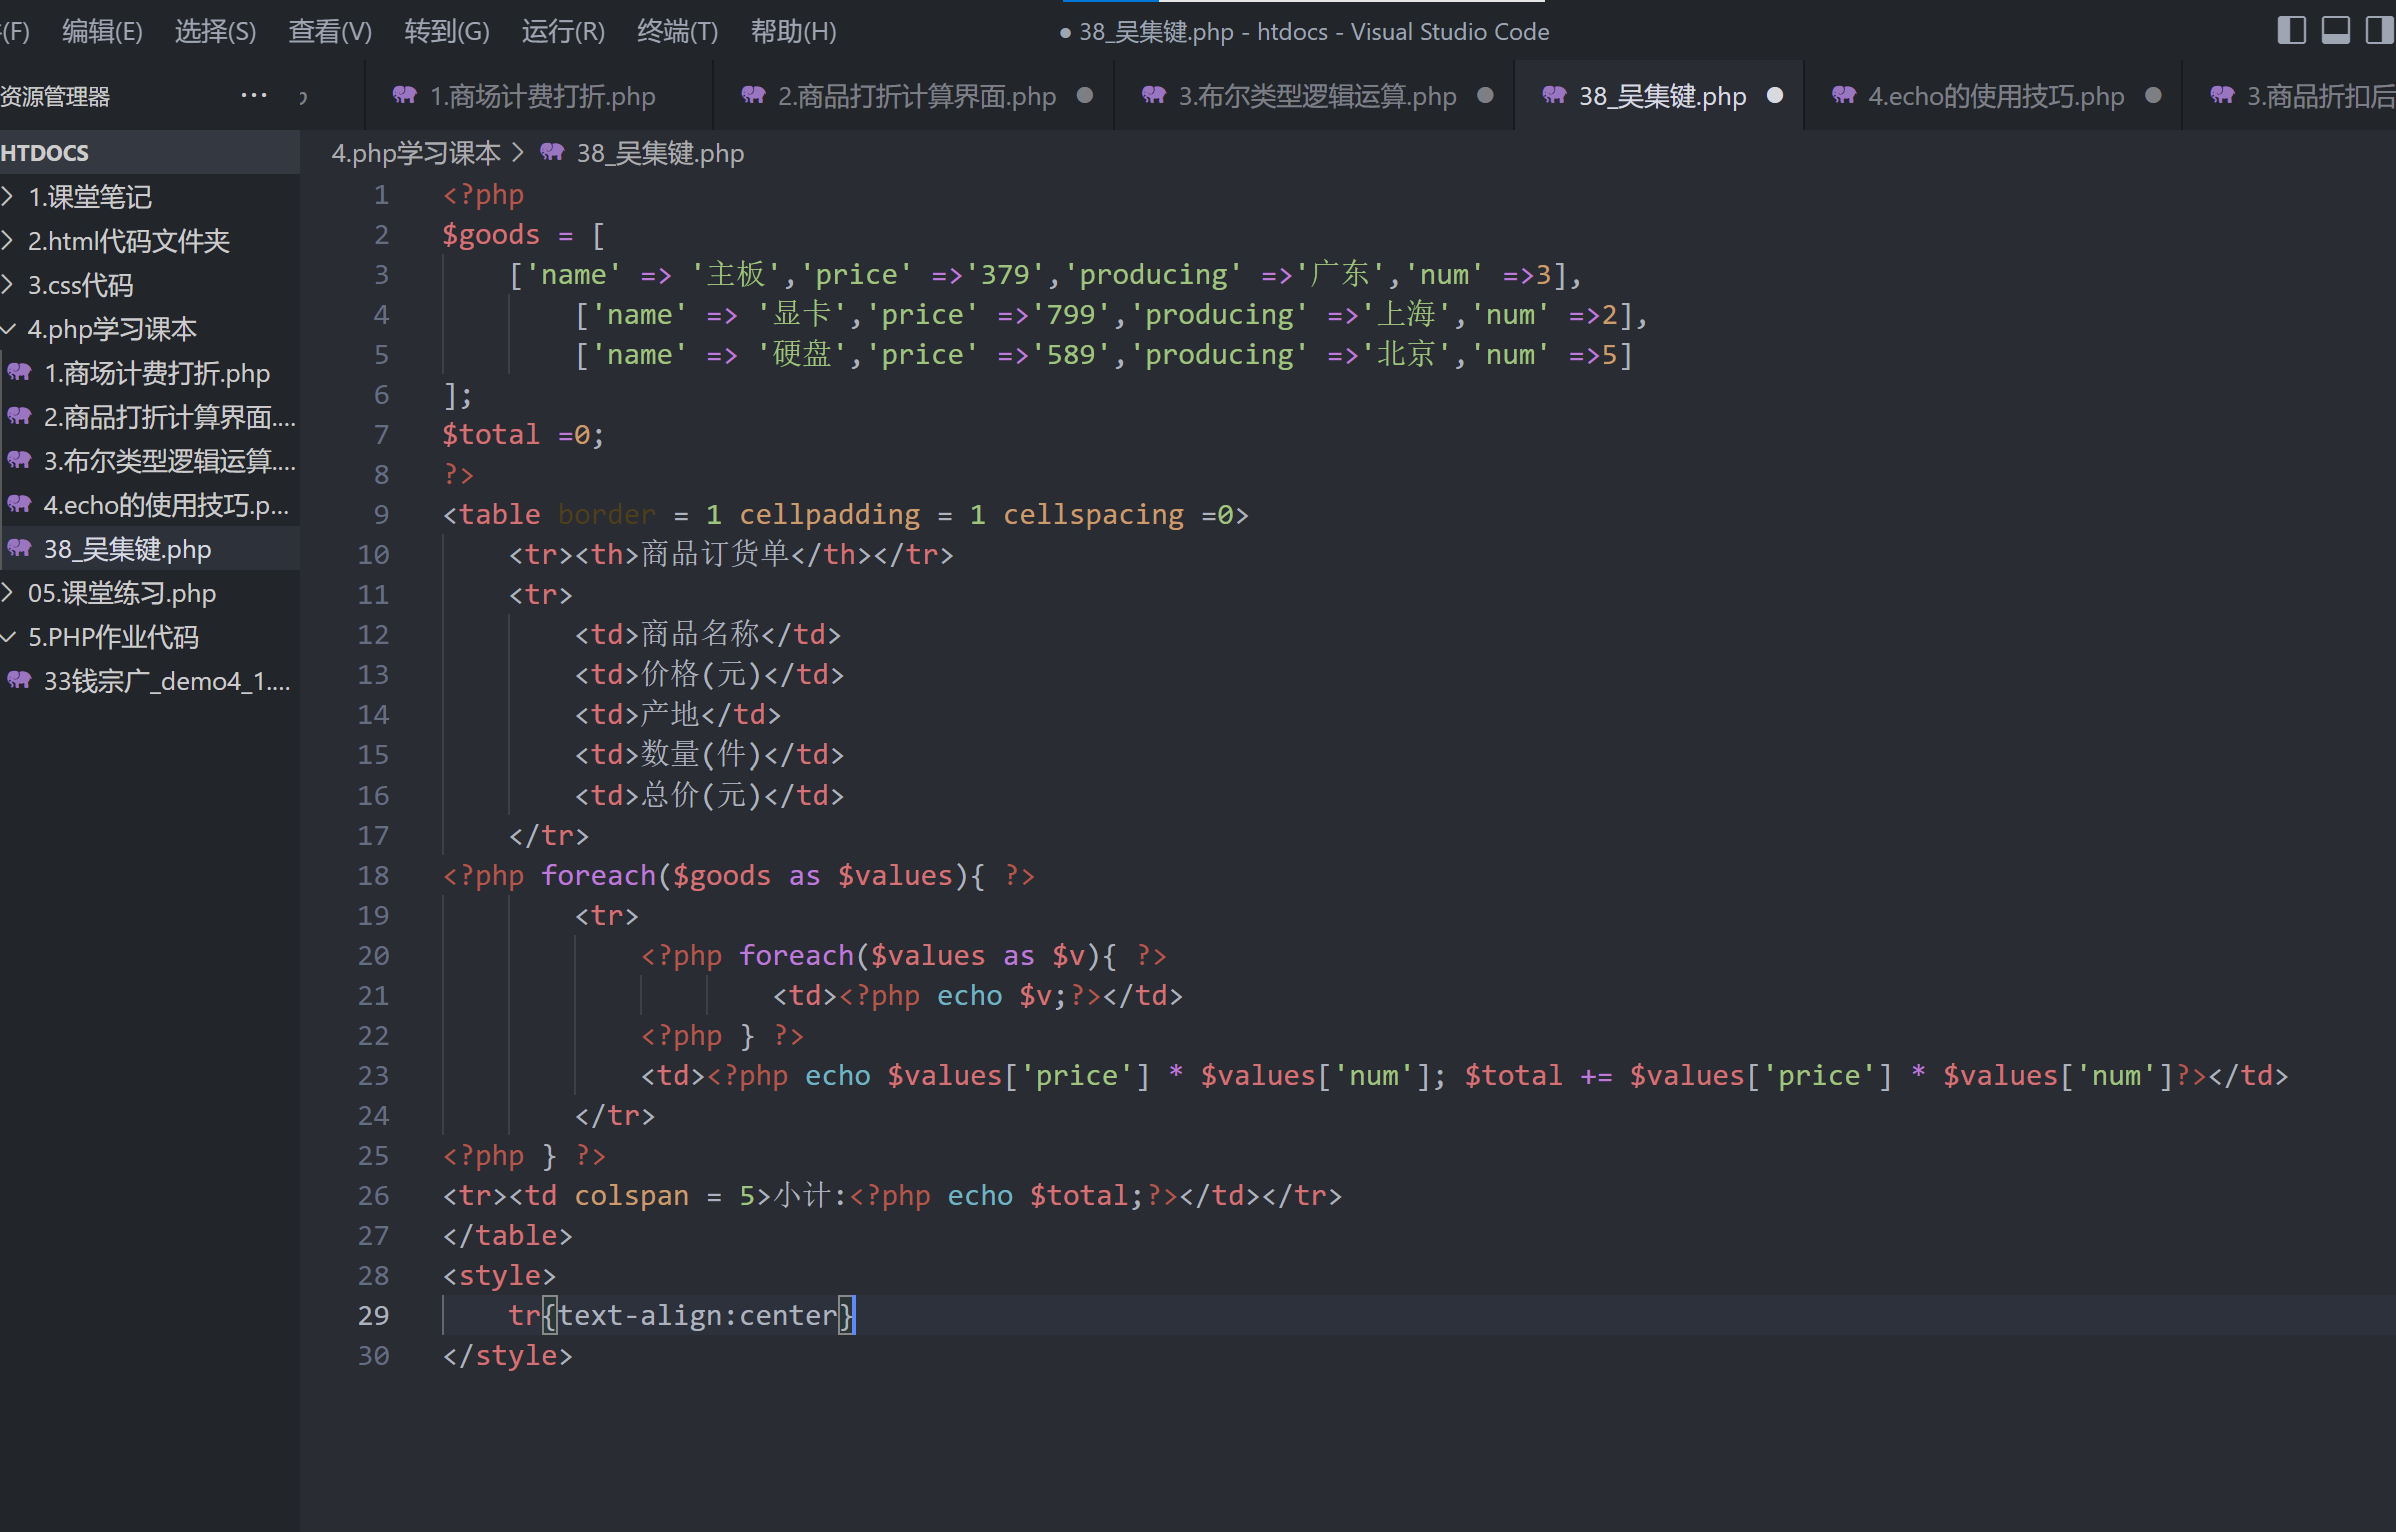 (F) 编辑(E) 选择(S) 查看(V) 转到(G) 运行(R) 终端(T) 帮助(H) ● 38_吴集键.php - htdocs - Visual Studio Code
资源管理器 ··· 1.商场计费打折.php 2.商品打折计算界面.php 3.布尔类型逻辑运算.php 38_吴集键.php 4.echo的使用技巧.php 3.商品折扣后
HTDOCS
1.课堂笔记
2.html代码文件夹
3.css代码
4.php学习课本
1.商场计费打折.php
2.商品打折计算界面....
3.布尔类型逻辑运算....
4.echo的使用技巧.p...
38_吴集键.php
05.课堂练习.php
5.PHP作业代码
33钱宗广_demo4_1....
4.php学习课本 > 38_吴集键.php
1 <?php
2 $goods = [
3 ['name' => '主板','price' =>'379','producing' =>'广东','num' =>3],
4 ['name' => '显卡','price' =>'799','producing' =>'上海','num' =>2],
5 ['name' => '硬盘','price' =>'589','producing' =>'北京','num' =>5]
6 ];
7 $total =0;
8 ?>
9 <table border = 1 cellpadding = 1 cellspacing =0>
10 <tr><th>商品订货单</th></tr>
11 <tr>
12 <td>商品名称</td>
13 <td>价格(元)</td>
14 <td>产地</td>
15 <td>数量(件)</td>
16 <td>总价(元)</td>
17 </tr>
18 <?php foreach($goods as $values){ ?>
19 <tr>
20 <?php foreach($values as $v){ ?>
21 <td><?php echo $v;?></td>
22 <?php } ?>
23 <td><?php echo $values['price'] * $values['num']; $total += $values['price'] * $values['num']?></td>
24 </tr>
25 <?php } ?>
26 <tr><td colspan = 5>小计:<?php echo $total;?></td></tr>
27 </table>
28 <style>
29 tr{text-align:center}
30 </style>